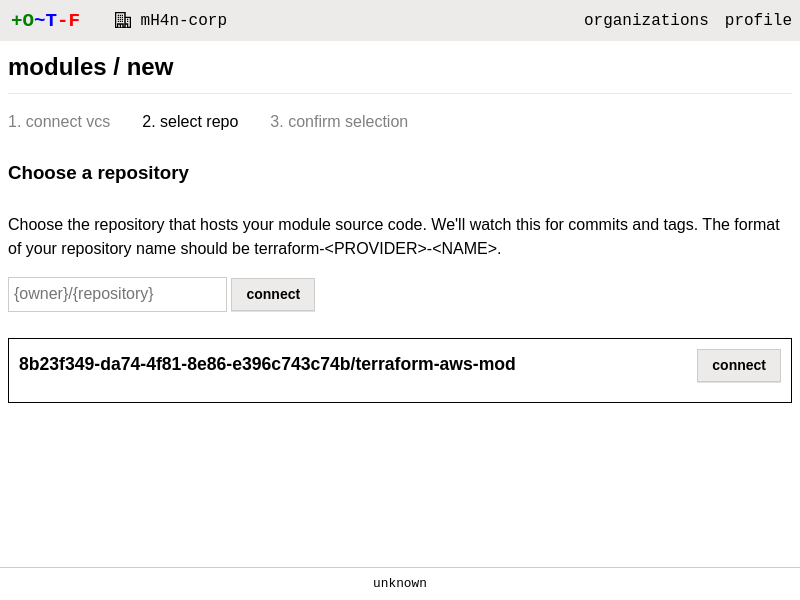 +O~T-F mH4n-corp organizations profile
modules / new
1. connect vcs 2. select repo 3. confirm selection
Choose a repository
Choose the repository that hosts your module source code. We'll watch this for commits and tags. The format
of your repository name should be terraform-<PROVIDER>-<NAME>.
{owner}/{repository} connect
8b23f349-da74-4f81-8e86-e396c743c74b/terraform-aws-mod connect
unknown